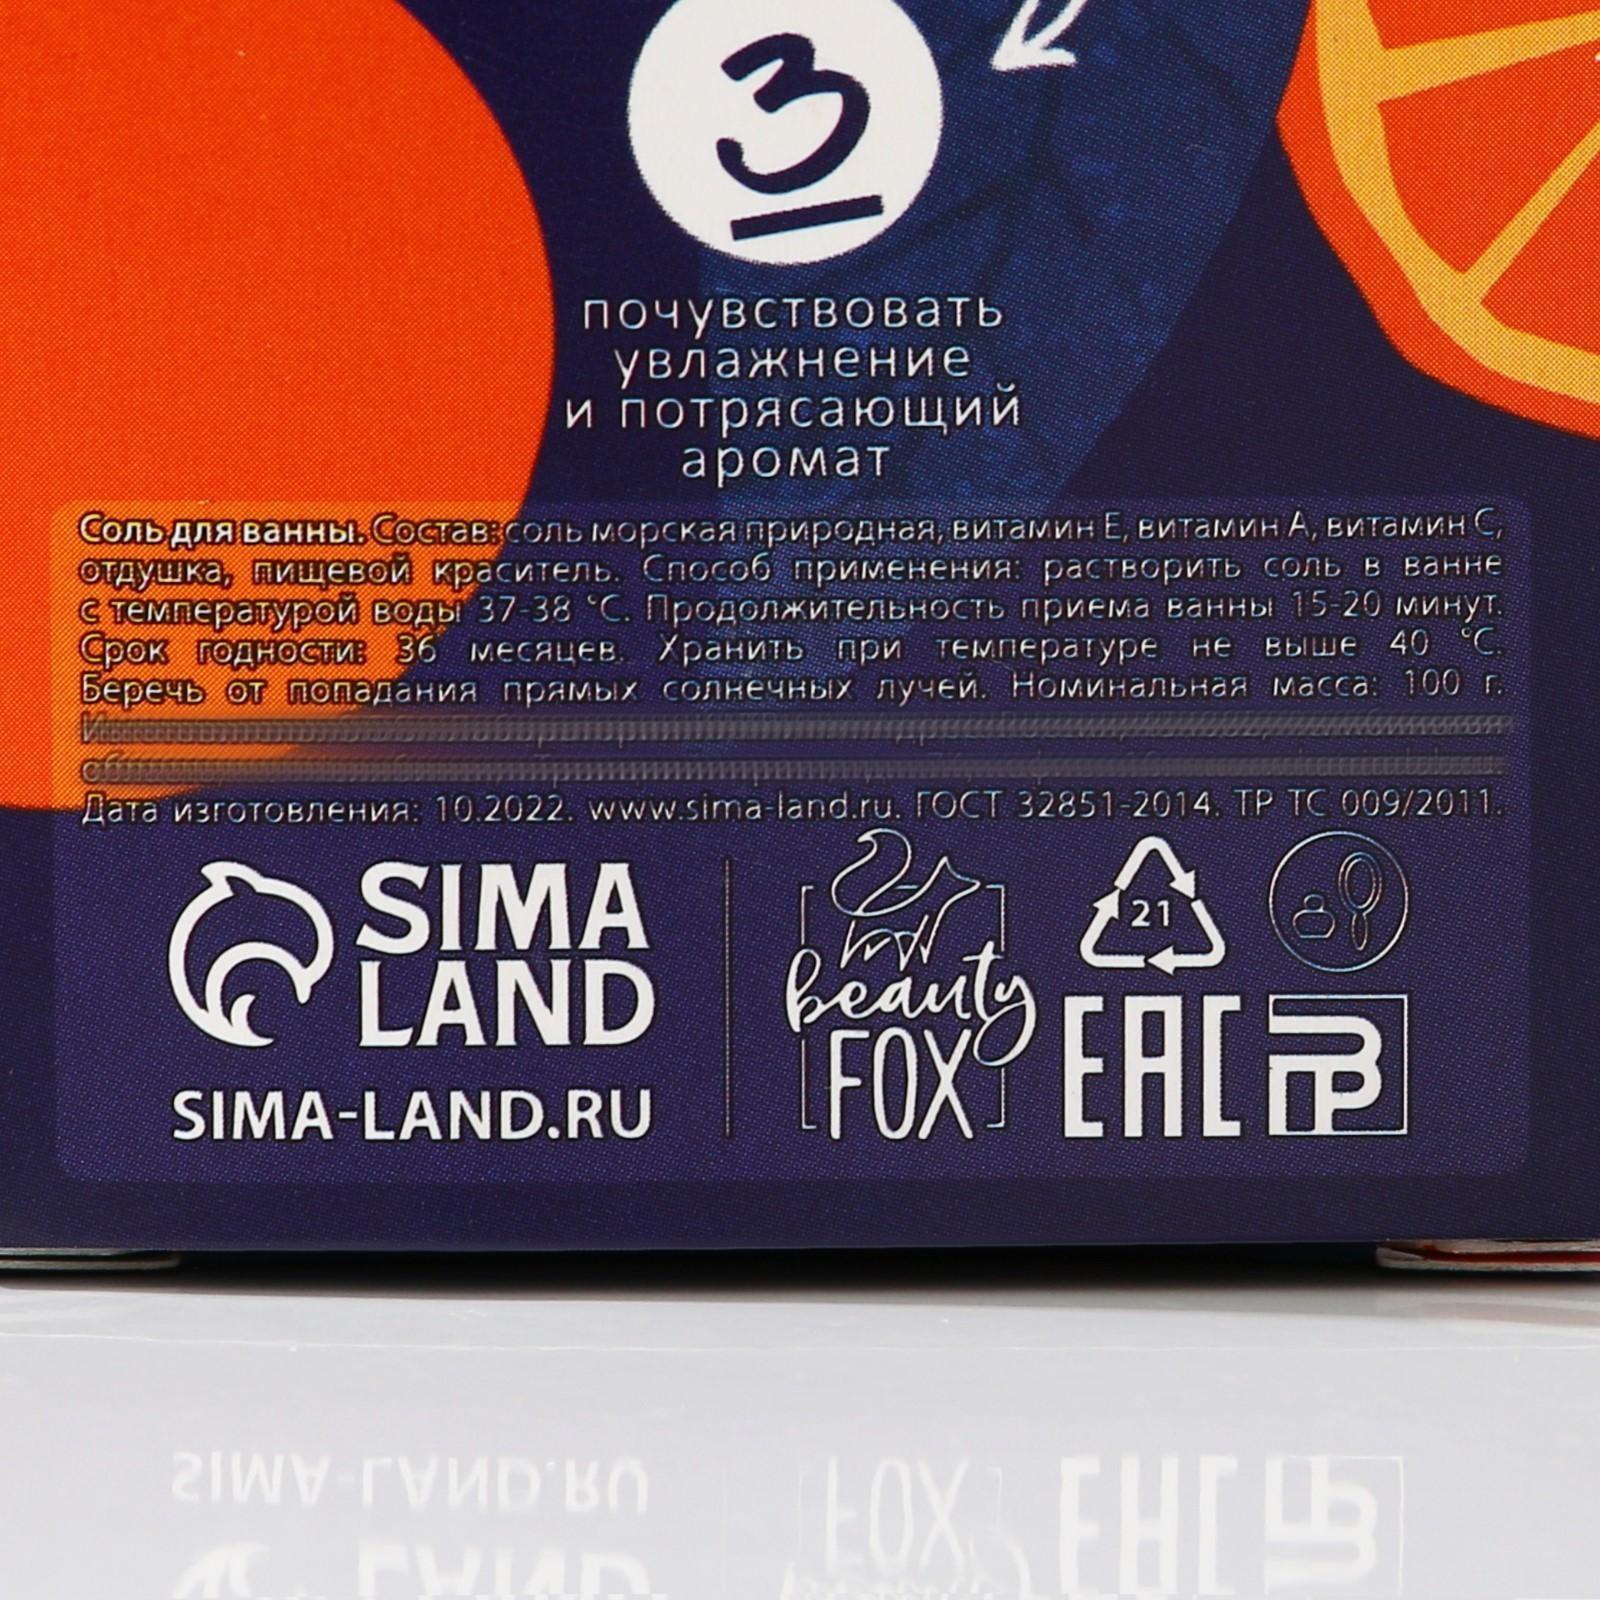 3
почувствовать
увлажнение
и потрясающий
аромат
Соль для ванны. Состав: соль морская природная, витамин Е, витамин А, витамин С,
отдушка, пищевой краситель. Способ применения: растворить соль в ванне
с температурой воды 37-38 °С. Продолжительность приема ванны 15-20 минут.
Срок годности: 36 месяцев. Хранить при температуре не выше 40 °С.
Беречь от попадания прямых солнечных лучей. Номинальная масса: 100 г.
Дата изготовления: 10.2022. www.sima-land.ru. ГОСТ 32851-2014. ТР ТС 009/2011.
SIMA
LAND
SIMA-LAND.RU
beauty
FOX
21
EAC